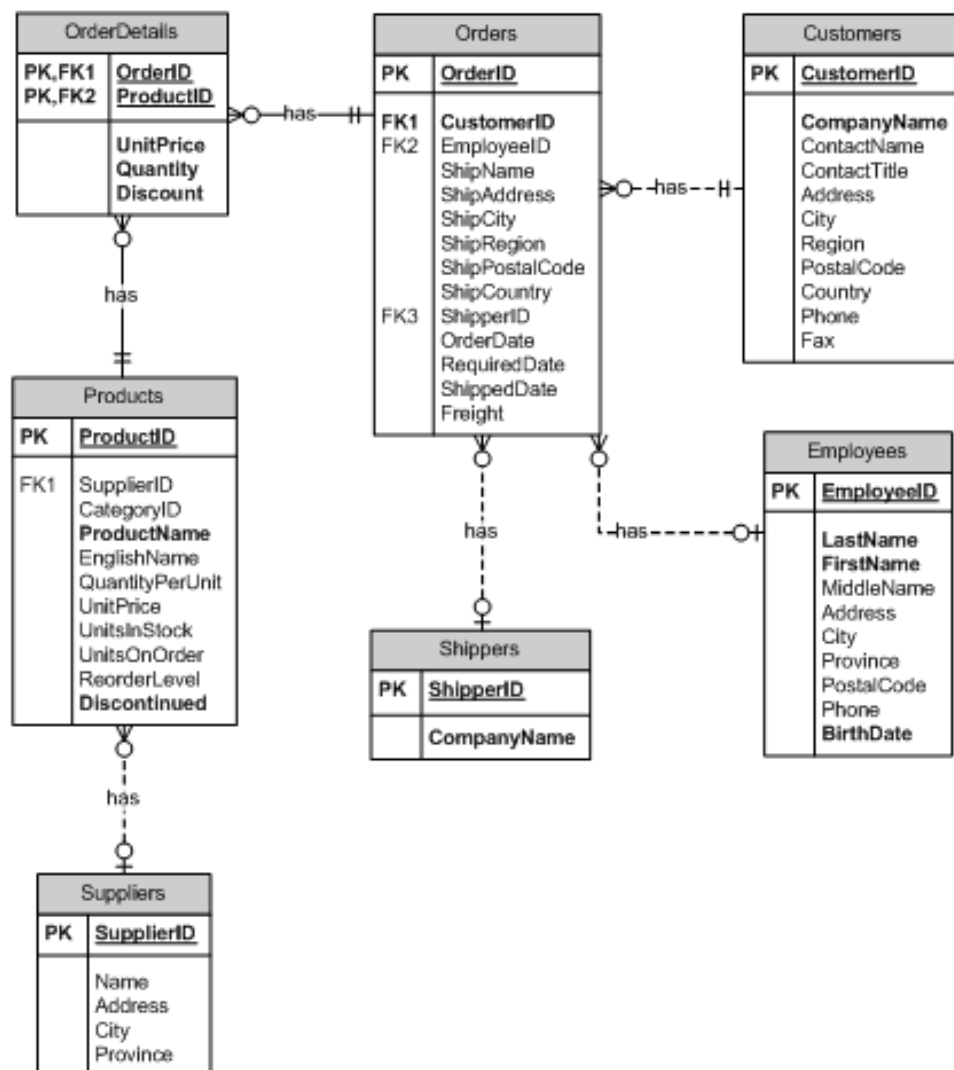 OrderDetails
PK,FK1 OrderID
PK,FK2 ProductID
UnitPrice
Quantity
Discount
has
Orders
PK OrderID
FK1 CustomerID
FK2 EmployeeID
ShipName
ShipAddress
ShipCity
ShipRegion
ShipPostalCode
ShipCountry
FK3 ShipperID
OrderDate
RequiredDate
ShippedDate
Freight
has
Customers
PK CustomerID
CompanyName
ContactName
ContactTitle
Address
City
Region
PostalCode
Country
Phone
Fax
has
Products
PK ProductID
FK1 SupplierID
CategoryID
ProductName
EnglishName
QuantityPerUnit
UnitPrice
UnitsInStock
UnitsOnOrder
ReorderLevel
Discontinued
has
Shippers
PK ShipperID
CompanyName
has
Employees
PK EmployeeID
LastName
FirstName
MiddleName
Address
City
Province
PostalCode
Phone
BirthDate
has
Suppliers
PK SupplierID
Name
Address
City
Province